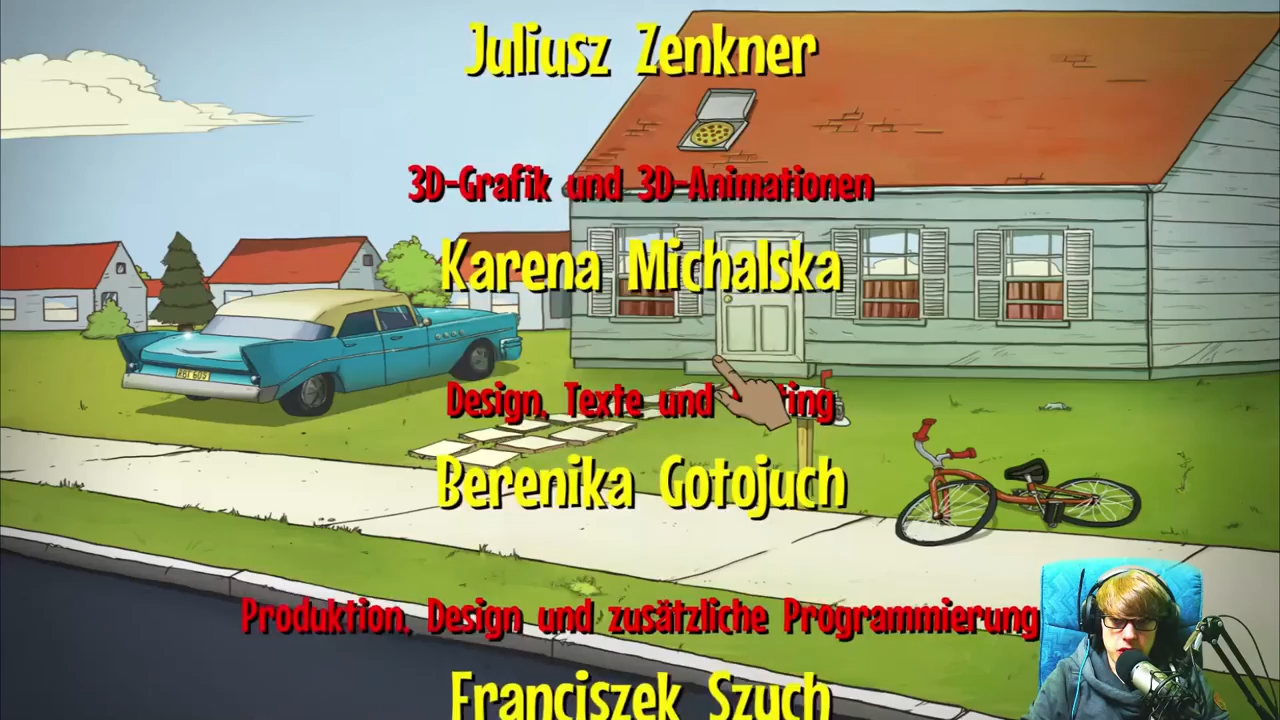 Juliusz Zenkner
3D-Grafik und 3D-Animationen
Karena Michalska
Design, Texte und
Berenika Gotojuch
Produktion, Design und zusätzliche Programmierung
Franciszek Szuch